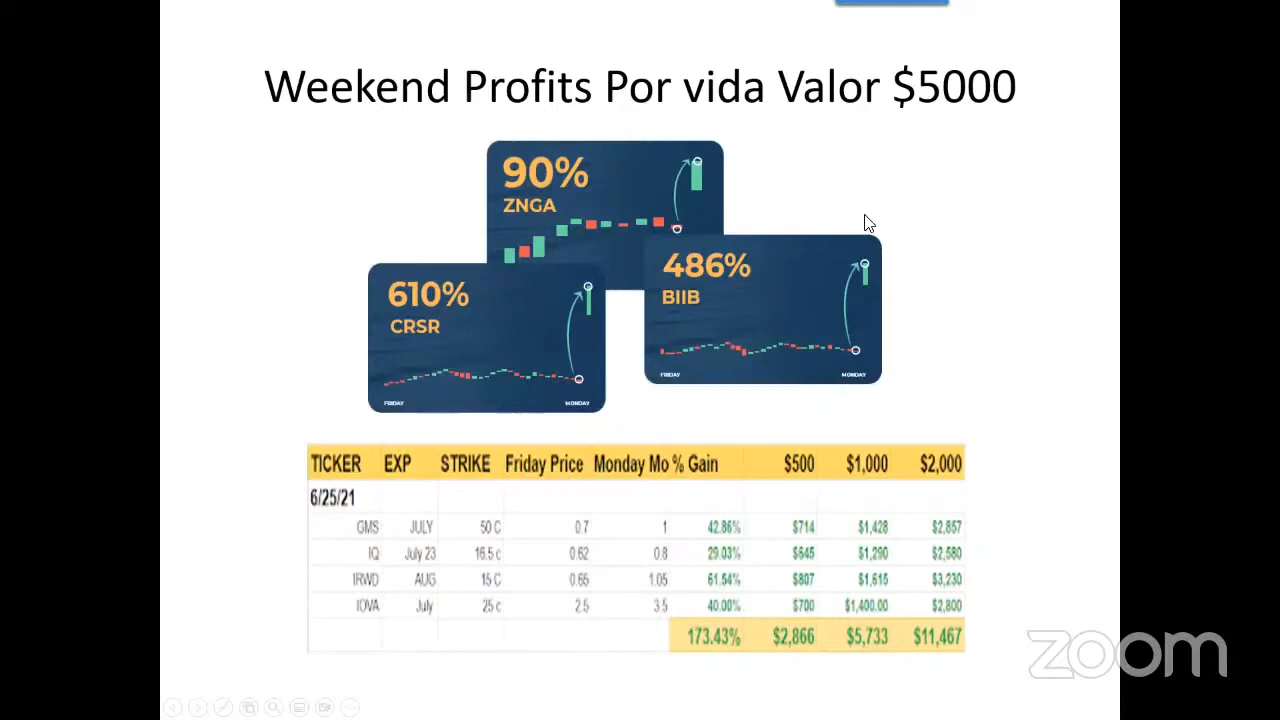 Weekend Profits Por vida Valor $5000
90%
ZNGA
486%
BIIB
FRIDAY MONDAY
610%
CRSR
FRIDAY MONDAY
TICKER EXP STRIKE Friday Price Monday Mo % Gain $500 $1,000 $2,000
6/25/21
GMS JULY 50 C 0.7 1 42.86% $714 $1,428 $2,857
IQ July 23 16.5 c 0.62 0.8 29.03% $645 $1,290 $2,580
IRWD AUG 15 C 0.65 1.05 61.54% $807 $1,615 $3,230
IOVA July 25 c 2.5 3.5 40.00% $700 $1,400.00 $2,800
173.43% $2,866 $5,733 $11,467
zoom